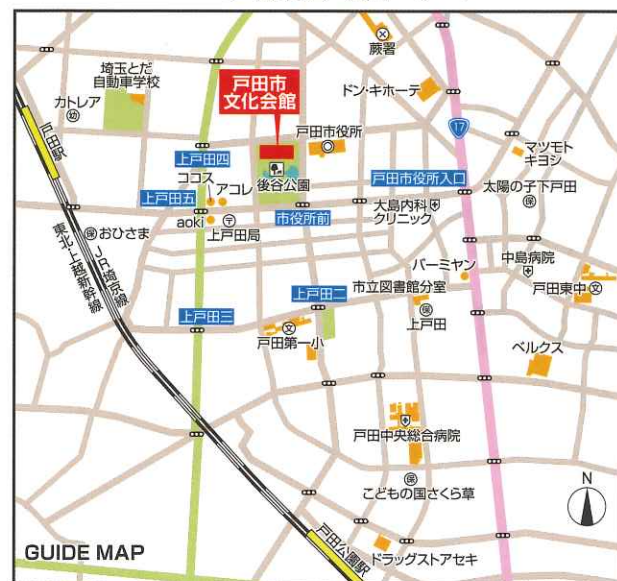 蕨署
埼玉とだ
自動車学校
カトレア
幼
戸田市
文化会館
ドン・キホーテ
17
戸田駅
戸田市役所
マツモト
キヨシ
上戸田四
後谷公園
戸田市役所入口
太陽の子下戸田
保
ココス
アコレ
上戸田五
市役所前
大島内科
クリニック
aoki
上戸田局
保おひさま
中島病院
バーミヤン
戸田東中
文
東北・上越新幹線
JR埼京線
市立図書館分室
上戸田二
上戸田三
保
上戸田
文
戸田第一小
ベルクス
戸田中央総合病院
保
こどもの国さくら草
N
戸田公園駅
ドラッグストアセキ
GUIDE MAP